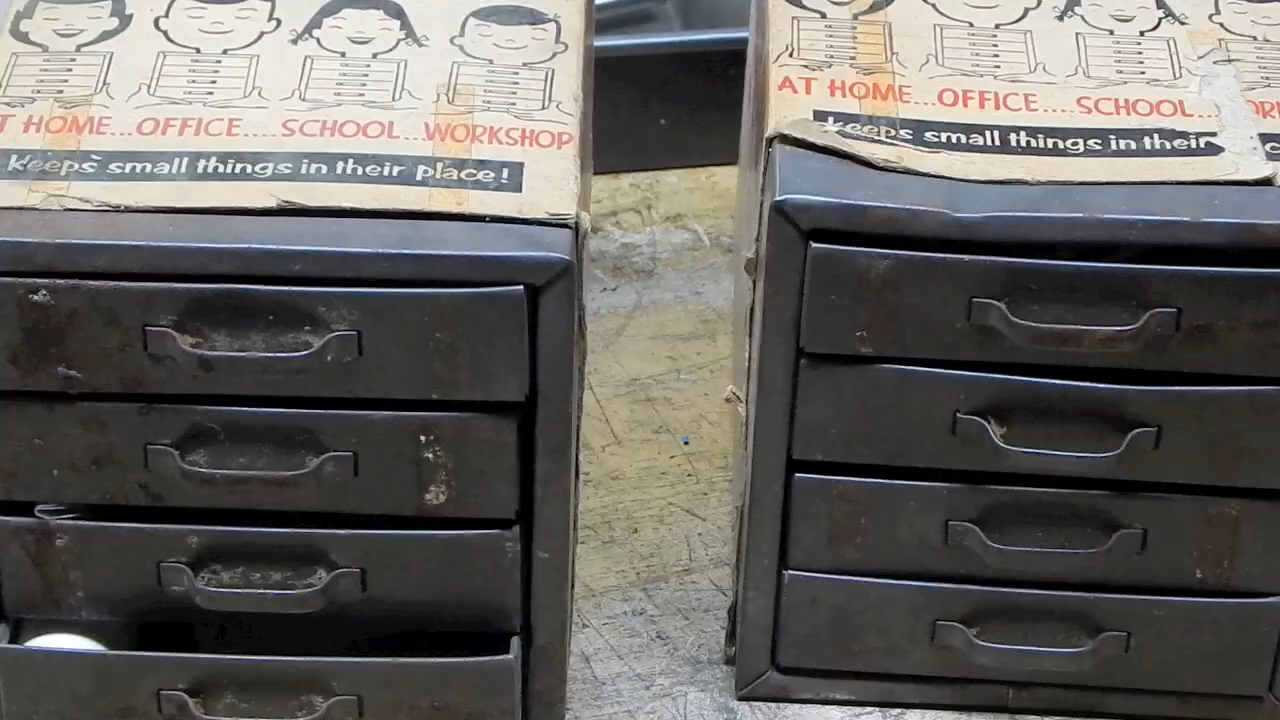 T HOME...OFFICE....SCHOOL...WORKSHOP
keeps small things in their place!
AT HOME...OFFICE....SCHOOL...OR
keeps small things in their